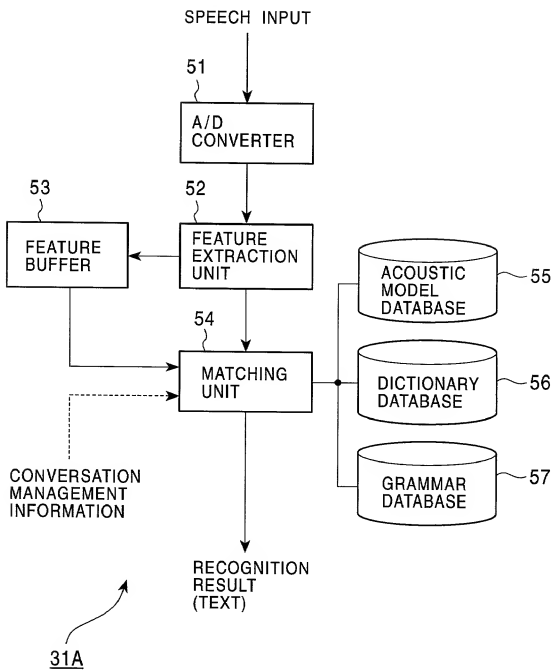 SPEECH INPUT
51
A/D
CONVERTER
53
52
FEATURE
BUFFER
FEATURE
EXTRACTION
UNIT
ACOUSTIC
MODEL
DATABASE
55
54
MATCHING
UNIT
DICTIONARY
DATABASE
56
CONVERSATION
MANAGEMENT
INFORMATION
GRAMMAR
DATABASE
57
RECOGNITION
RESULT
(TEXT)
31A